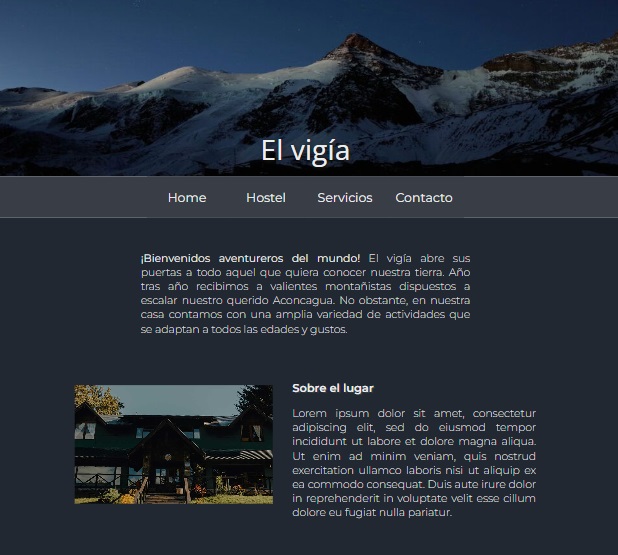 El vigía
Home Hostel Servicios Contacto
¡Bienvenidos aventureros del mundo! El vigía abre sus
puertas a todo aquel que quiera conocer nuestra tierra. Año
tras año recibimos a valientes montañistas dispuestos a
escalar nuestro querido Aconcagua. No obstante, en nuestra
casa contamos con una amplia variedad de actividades que
se adaptan a todos las edades y gustos.
Sobre el lugar
Lorem ipsum dolor sit amet, consectetur
adipiscing elit, sed do eiusmod tempor
incididunt ut labore et dolore magna aliqua.
Ut enim ad minim veniam, quis nostrud
exercitation ullamco laboris nisi ut aliquip ex
ea commodo consequat. Duis aute irure dolor
in reprehenderit in voluptate velit esse cillum
dolore eu fugiat nulla pariatur.